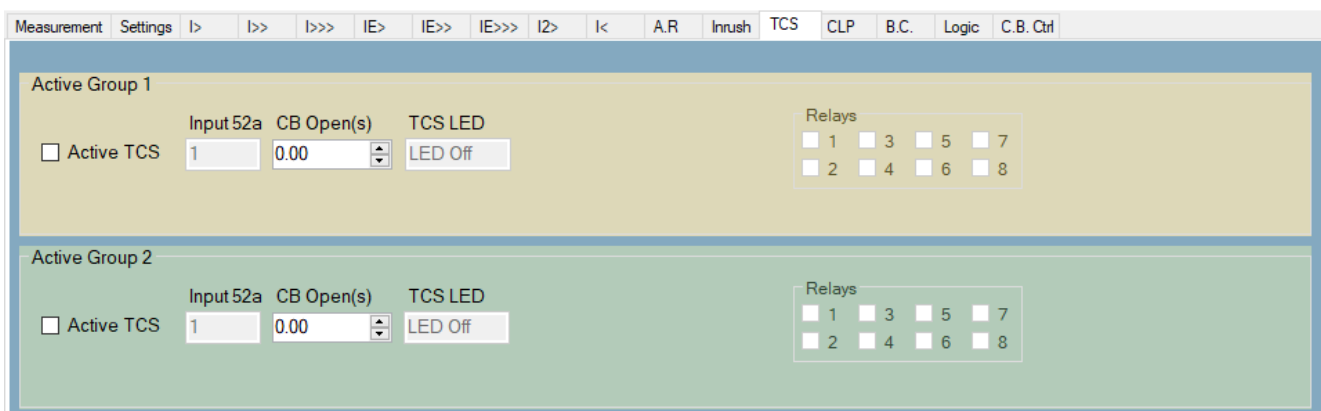 Measurement Settings I> I>> I>>> IE> IE>> IE>>> I2> I< A.R Inrush TCS CLP B.C. Logic C.B. Ctrl
Active Group 1
Input 52a CB Open(s) TCS LED Relays
Active TCS 1 0.00 LED Off 1 3 5 7
2 4 6 8
Active Group 2
Input 52a CB Open(s) TCS LED Relays
Active TCS 1 0.00 LED Off 1 3 5 7
2 4 6 8